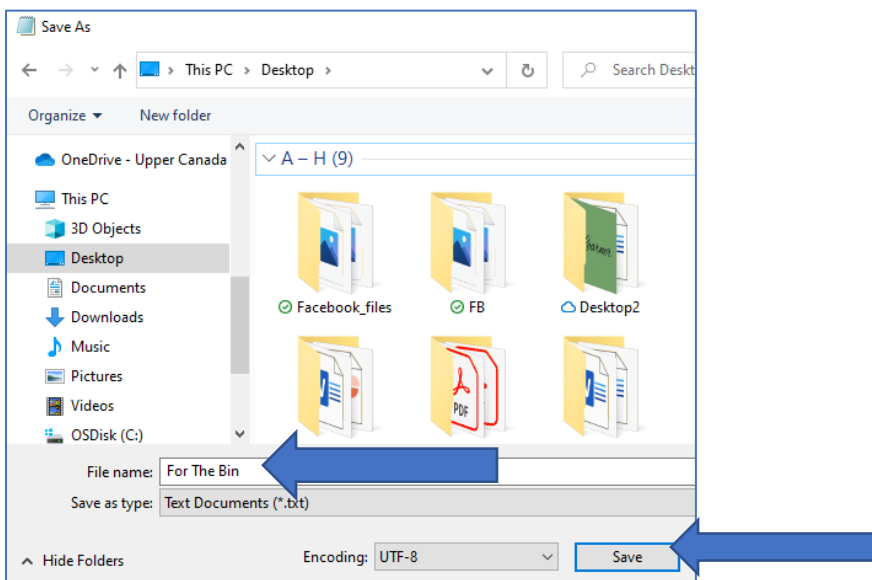 Save As
This PC > Desktop >
Search Deskt
Organize
New folder
OneDrive - Upper Canada
This PC
3D Objects
Desktop
Documents
Downloads
Music
Pictures
Videos
OSDisk (C:)
A – H (9)
Facebook_files
FB
Desktop2
PDF
File name: For The Bin
Save as type: Text Documents (*.txt)
Hide Folders
Encoding: UTF-8
Save